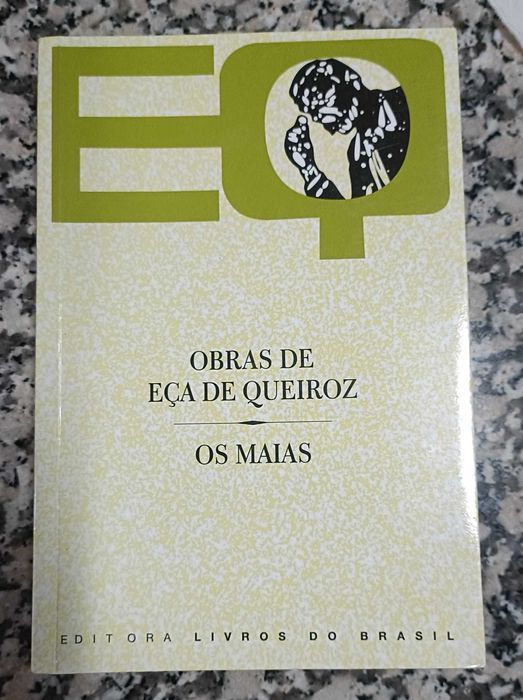 EQ
OBRAS DE
EÇA DE QUEIROZ
OS MAIAS
EDITORA LIVROS DO BRASIL